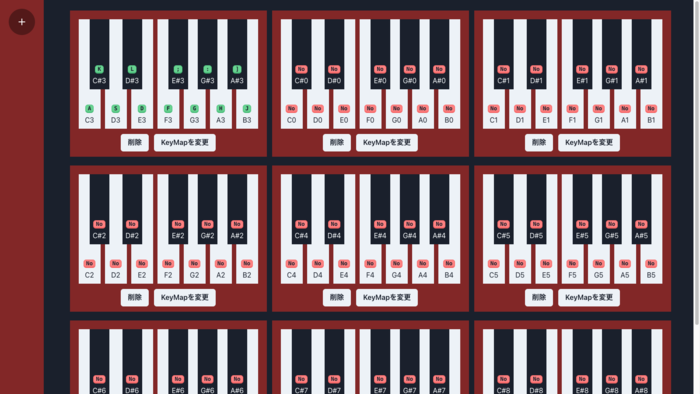 +
K L ; : ]
C#3 D#3 E#3 G#3 A#3
A S D F G H J
C3 D3 E3 F3 G3 A3 B3
削除 KeyMapを変更
No No No No No
C#0 D#0 E#0 G#0 A#0
No No No No No No No
C0 D0 E0 F0 G0 A0 B0
削除 KeyMapを変更
No No No No No
C#1 D#1 E#1 G#1 A#1
No No No No No No No
C1 D1 E1 F1 G1 A1 B1
削除 KeyMapを変更
No No No No No
C#2 D#2 E#2 G#2 A#2
No No No No No No No
C2 D2 E2 F2 G2 A2 B2
削除 KeyMapを変更
No No No No No
C#4 D#4 E#4 G#4 A#4
No No No No No No No
C4 D4 E4 F4 G4 A4 B4
削除 KeyMapを変更
No No No No No
C#5 D#5 E#5 G#5 A#5
No No No No No No No
C5 D5 E5 F5 G5 A5 B5
削除 KeyMapを変更
No No No No No
C#6 D#6 E#6 G#6 A#6
No No No No No
C#7 D#7 E#7 G#7 A#7
No No No No No
C#8 D#8 E#8 G#8 A#8